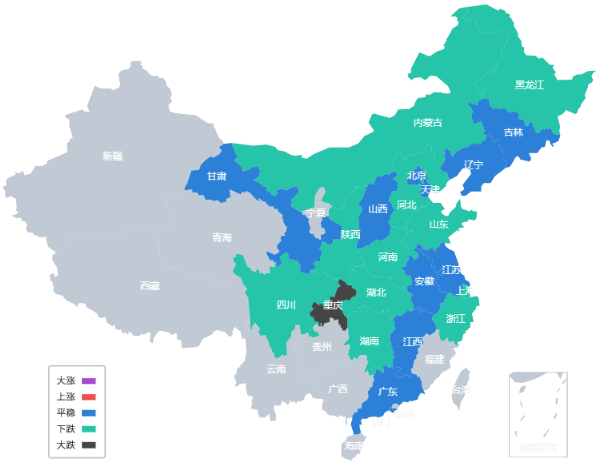 黑龙江
内蒙古
吉林
新疆
辽宁
甘肃
北京
天津
宁夏
山西
河北
山东
青海
陕西
河南
江苏
西藏
安徽
上海
四川
重庆
湖北
浙江
湖南
江西
贵州
福建
云南
广西
广东
台湾
海南
大涨
上涨
平稳
下跌
大跌